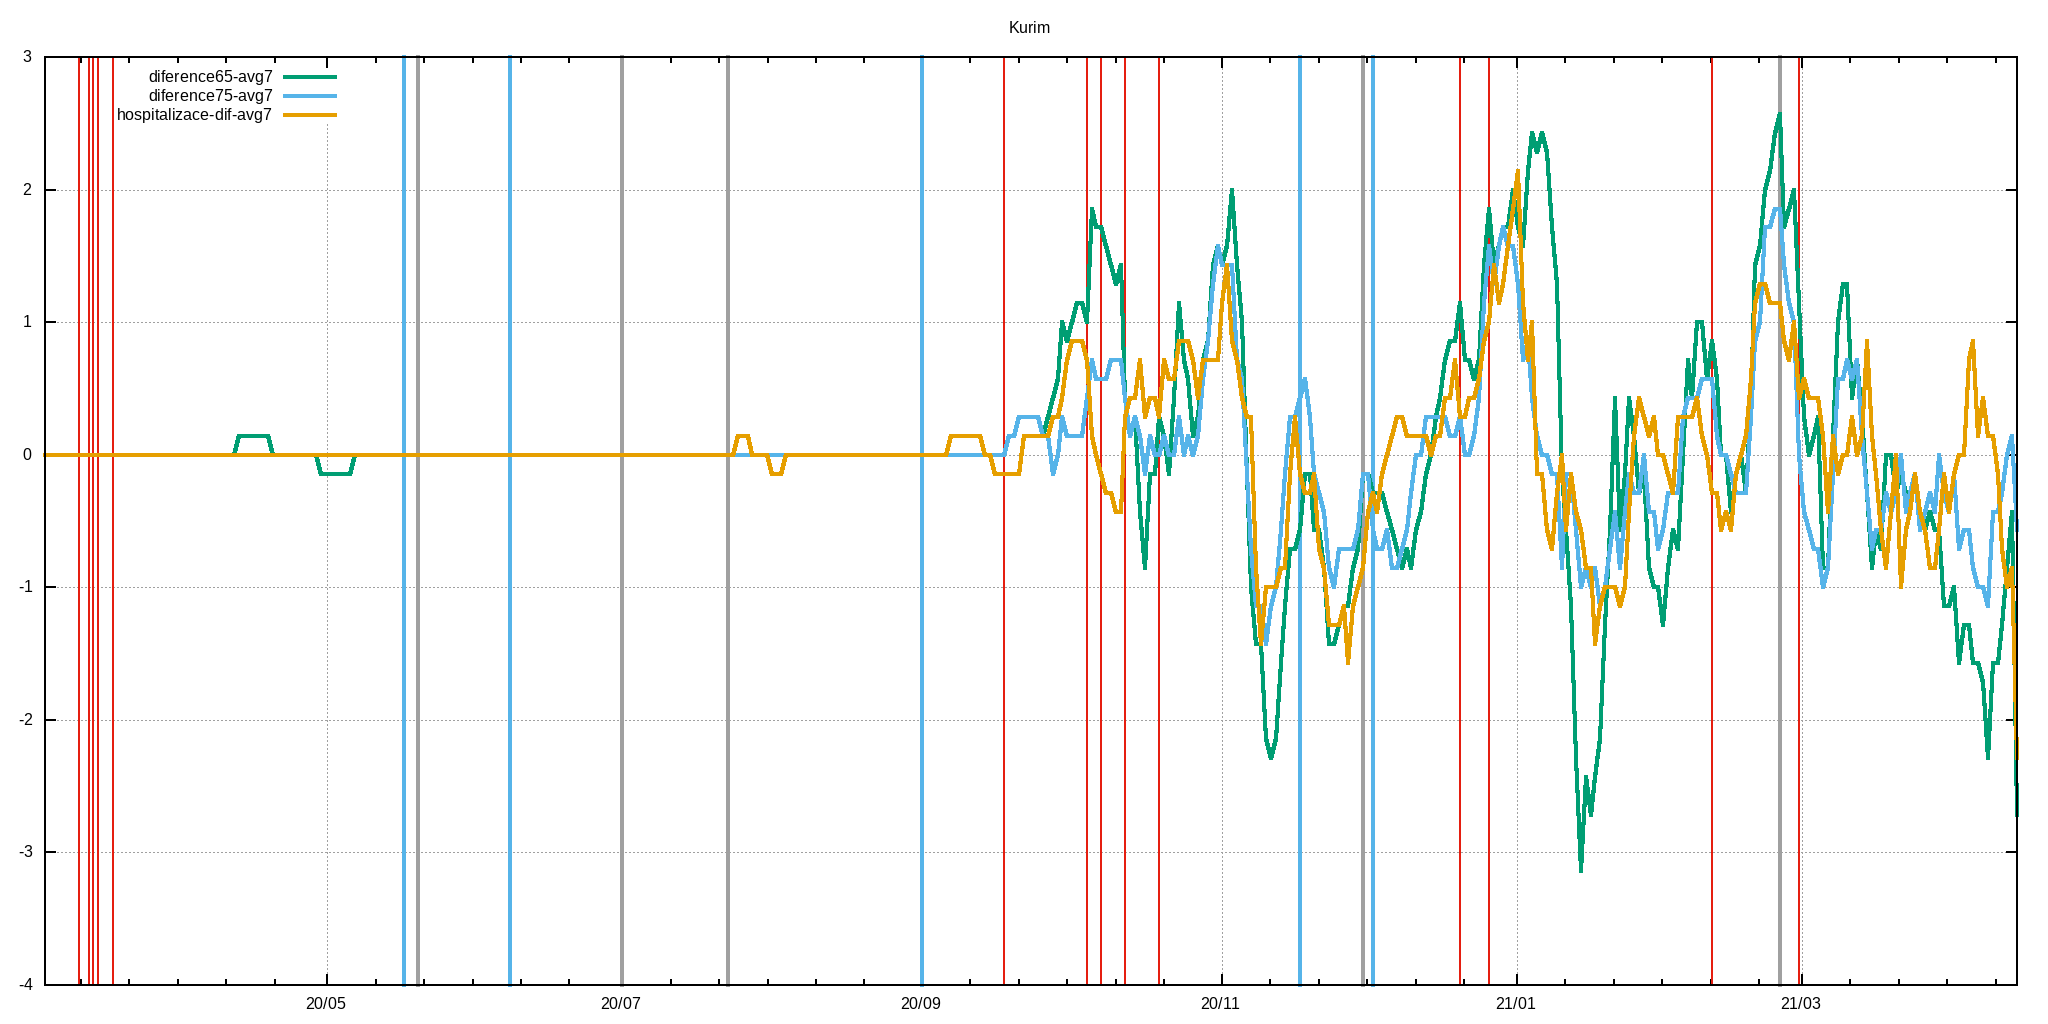 Kurim
3
diference65-avg7
diference75-avg7
hospitalizace-dif-avg7
2
1
0
-1
-2
-3
-4
20/05 20/07 20/09 20/11 21/01 21/03